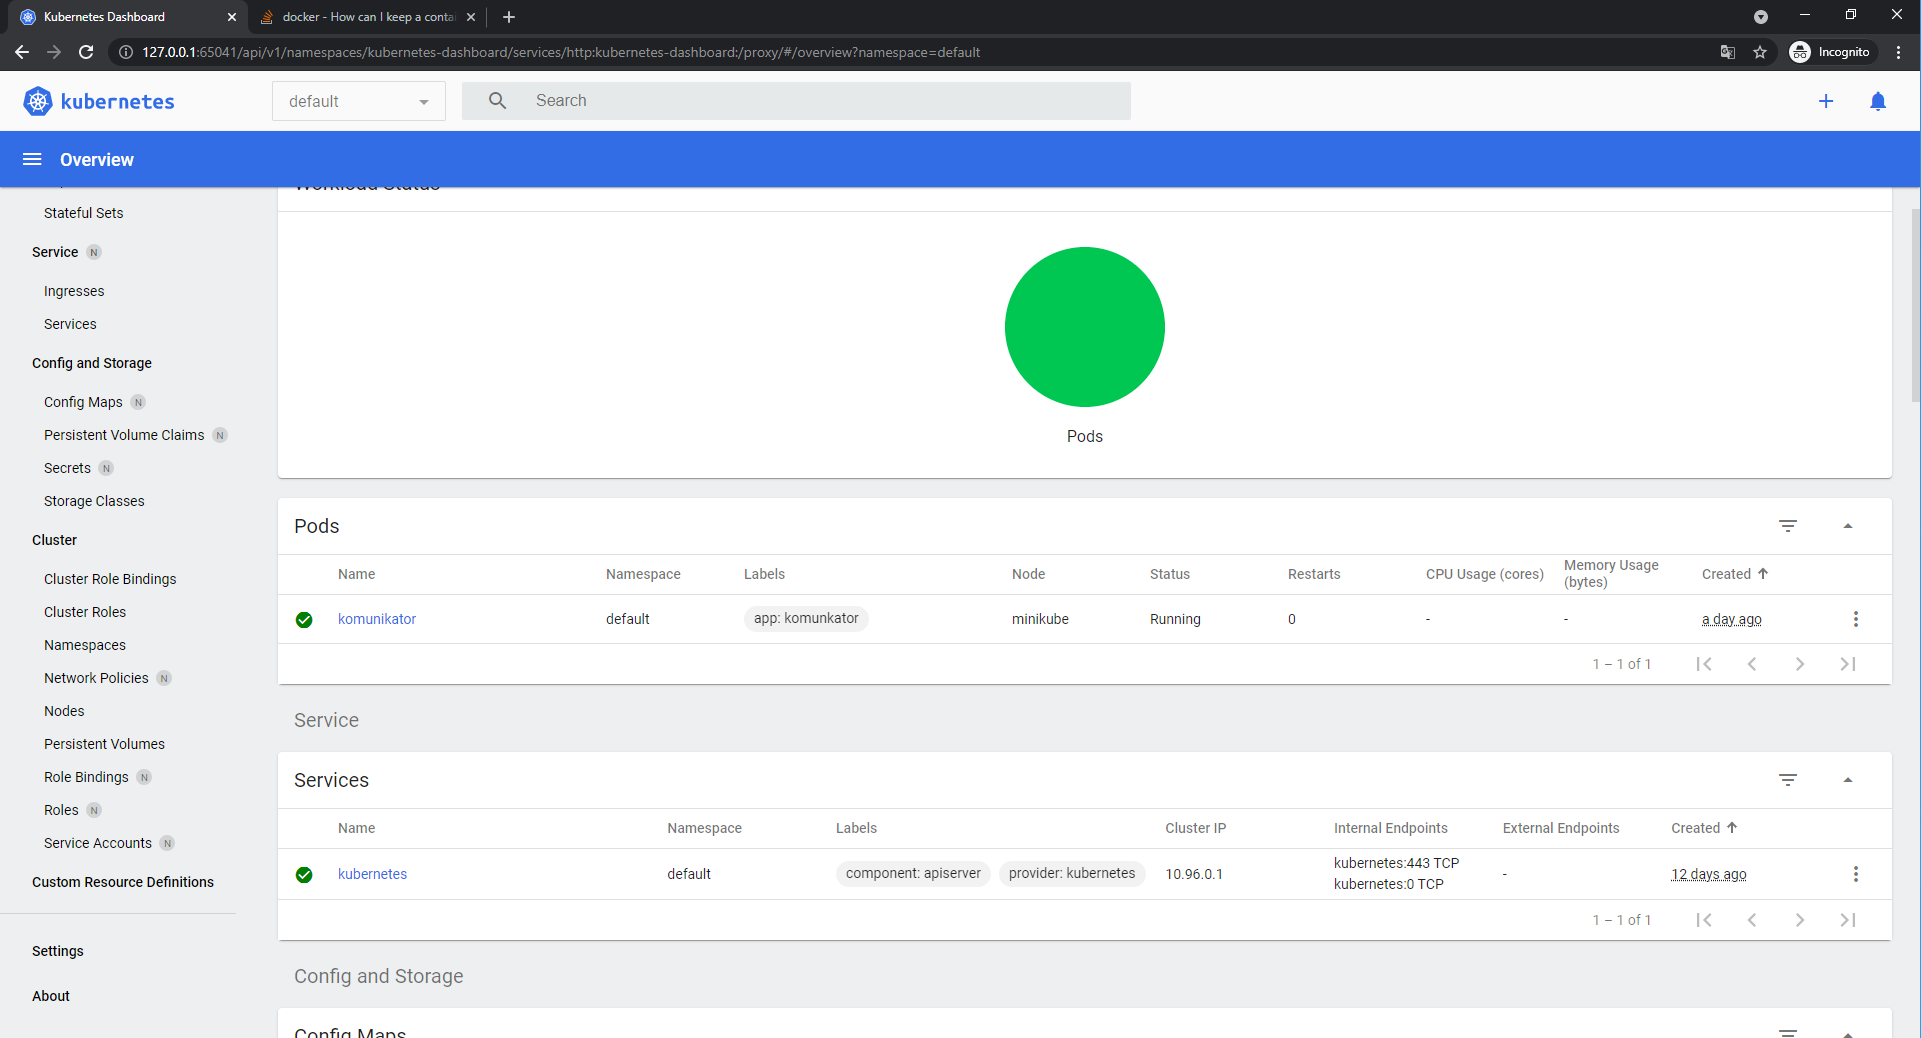 Kubernetes Dashboard
docker - How can I keep a contai
127.0.0.1:65041/api/v1/namespaces/kubernetes-dashboard/services/http:kubernetes-dashboard:/proxy/#/overview?namespace=default
Incognito
kubernetes
default
Search
Overview
Workload Status
Stateful Sets
Service N
Ingresses
Services
Config and Storage
Config Maps N
Persistent Volume Claims N
Secrets N
Storage Classes
Cluster
Cluster Role Bindings
Cluster Roles
Namespaces
Network Policies N
Nodes
Persistent Volumes
Role Bindings N
Roles N
Service Accounts N
Custom Resource Definitions
Settings
About
Pods
Pods
Name Namespace Labels Node Status Restarts CPU Usage (cores) Memory Usage (bytes) Created
komunikator default app: komunkator minikube Running 0 - - a day ago
1 – 1 of 1
Service
Services
Name Namespace Labels Cluster IP Internal Endpoints External Endpoints Created
kubernetes default component: apiserver provider: kubernetes 10.96.0.1 kubernetes:443 TCP - 12 days ago
kubernetes:0 TCP
1 – 1 of 1
Config and Storage
Config Maps